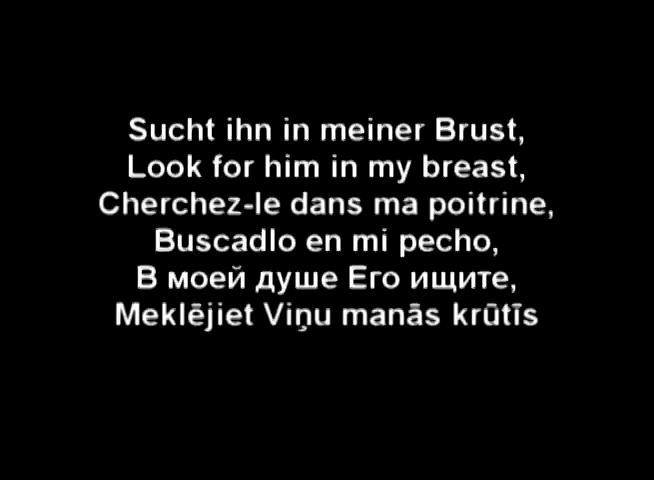 Sucht ihn in meiner Brust,
Look for him in my breast,
Cherchez-le dans ma poitrine,
Buscadlo en mi pecho,
В моей душе Его ищите,
Meklējiet Viņu manās krūtīs